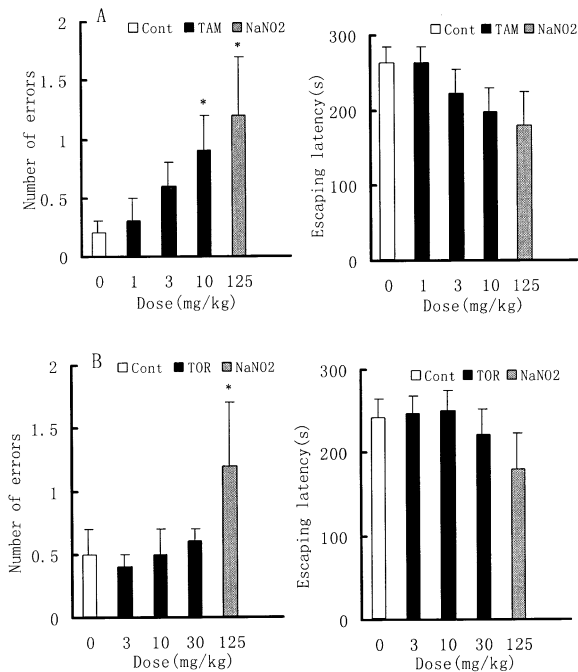 A
Cont TAM NaNO2
Number of errors
2
1.5
1
0.5
0
* *
0 1 3 10 125
Dose(mg/kg)
Escaping latency(s)
300
200
100
0
Cont TAM NaNO2
0 1 3 10 125
Dose(mg/kg)
B
Cont TOR NaNO2
Number of errors
2
1.5
1
0.5
0
*
0 3 10 30 125
Dose(mg/kg)
Escaping latency(s)
300
200
100
0
Cont TOR NaNO2
0 3 10 30 125
Dose(mg/kg)